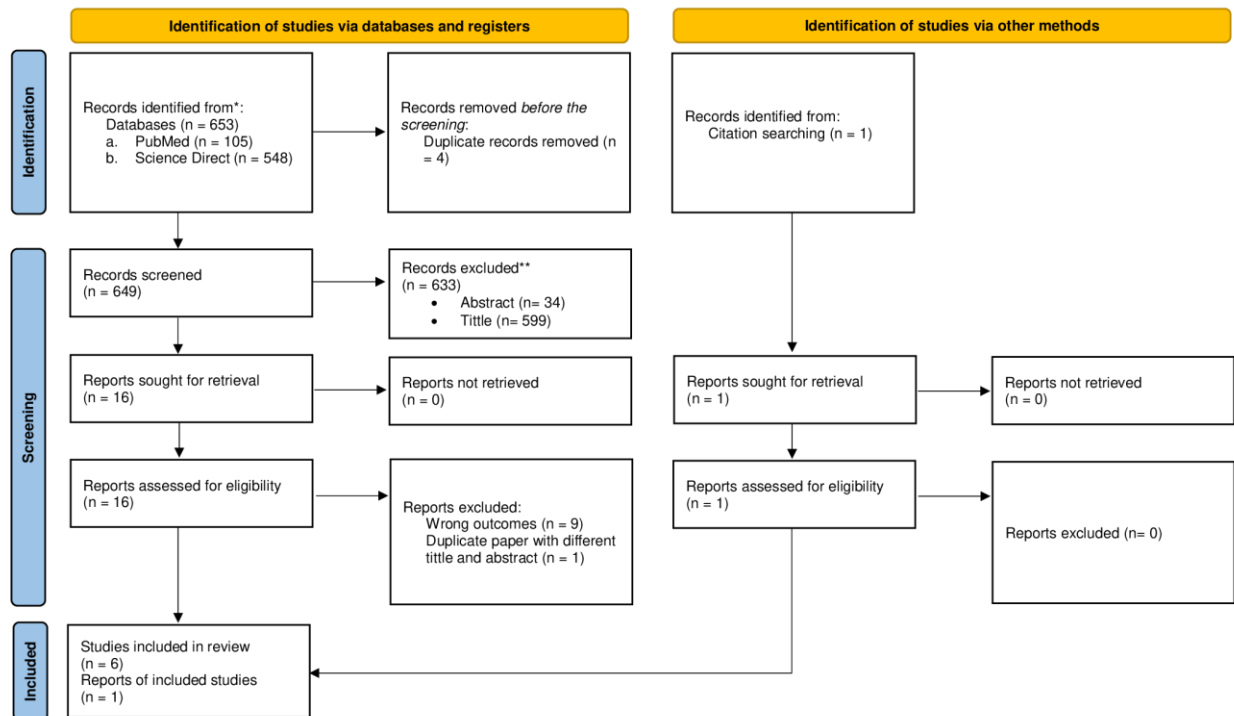 Identification of studies via databases and registers
Identification of studies via other methods
Identification
Records identified from*:
Databases (n = 653)
a. PubMed (n = 105)
b. Science Direct (n = 548)
Records removed before the
screening:
Duplicate records removed (n
= 4)
Records identified from:
Citation searching (n = 1)
Screening
Records screened
(n = 649)
Records excluded**
(n = 633)
• Abstract (n= 34)
• Tittle (n= 599)
Reports sought for retrieval
(n = 16)
Reports not retrieved
(n = 0)
Reports sought for retrieval
(n = 1)
Reports not retrieved
(n = 0)
Reports assessed for eligibility
(n = 16)
Reports excluded:
Wrong outcomes (n = 9)
Duplicate paper with different
tittle and abstract (n = 1)
Reports assessed for eligibility
(n = 1)
Reports excluded (n= 0)
Included
Studies included in review
(n = 6)
Reports of included studies
(n = 1)